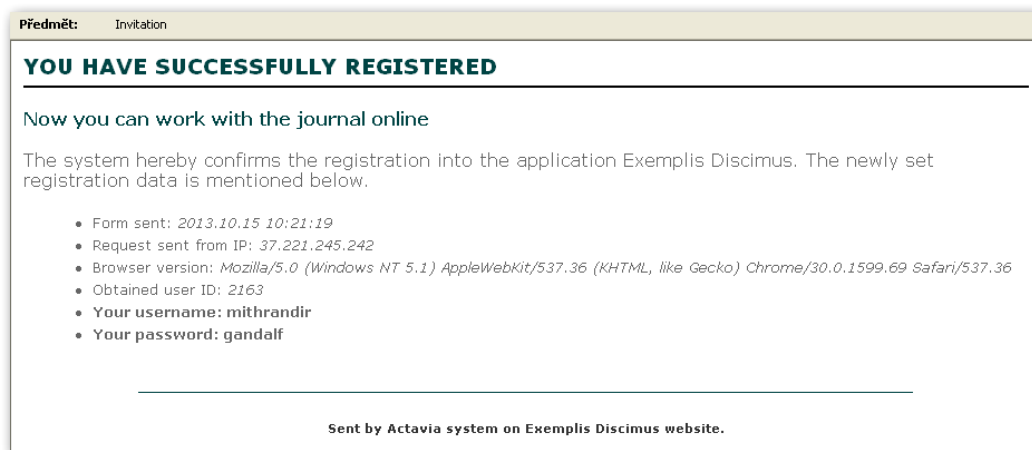 Předmět: Invitation
YOU HAVE SUCCESSFULLY REGISTERED
Now you can work with the journal online
The system hereby confirms the registration into the application Exemplis Discimus. The newly set
registration data is mentioned below.
• Form sent: 2013.10.15 10:21:19
• Request sent from IP: 37.221.245.242
• Browser version: Mozilla/5.0 (Windows NT 5.1) AppleWebKit/537.36 (KHTML, like Gecko) Chrome/30.0.1599.69 Safari/537.36
• Obtained user ID: 2163
• Your username: mithrandir
• Your password: gandalf
Sent by Actavia system on Exemplis Discimus website.